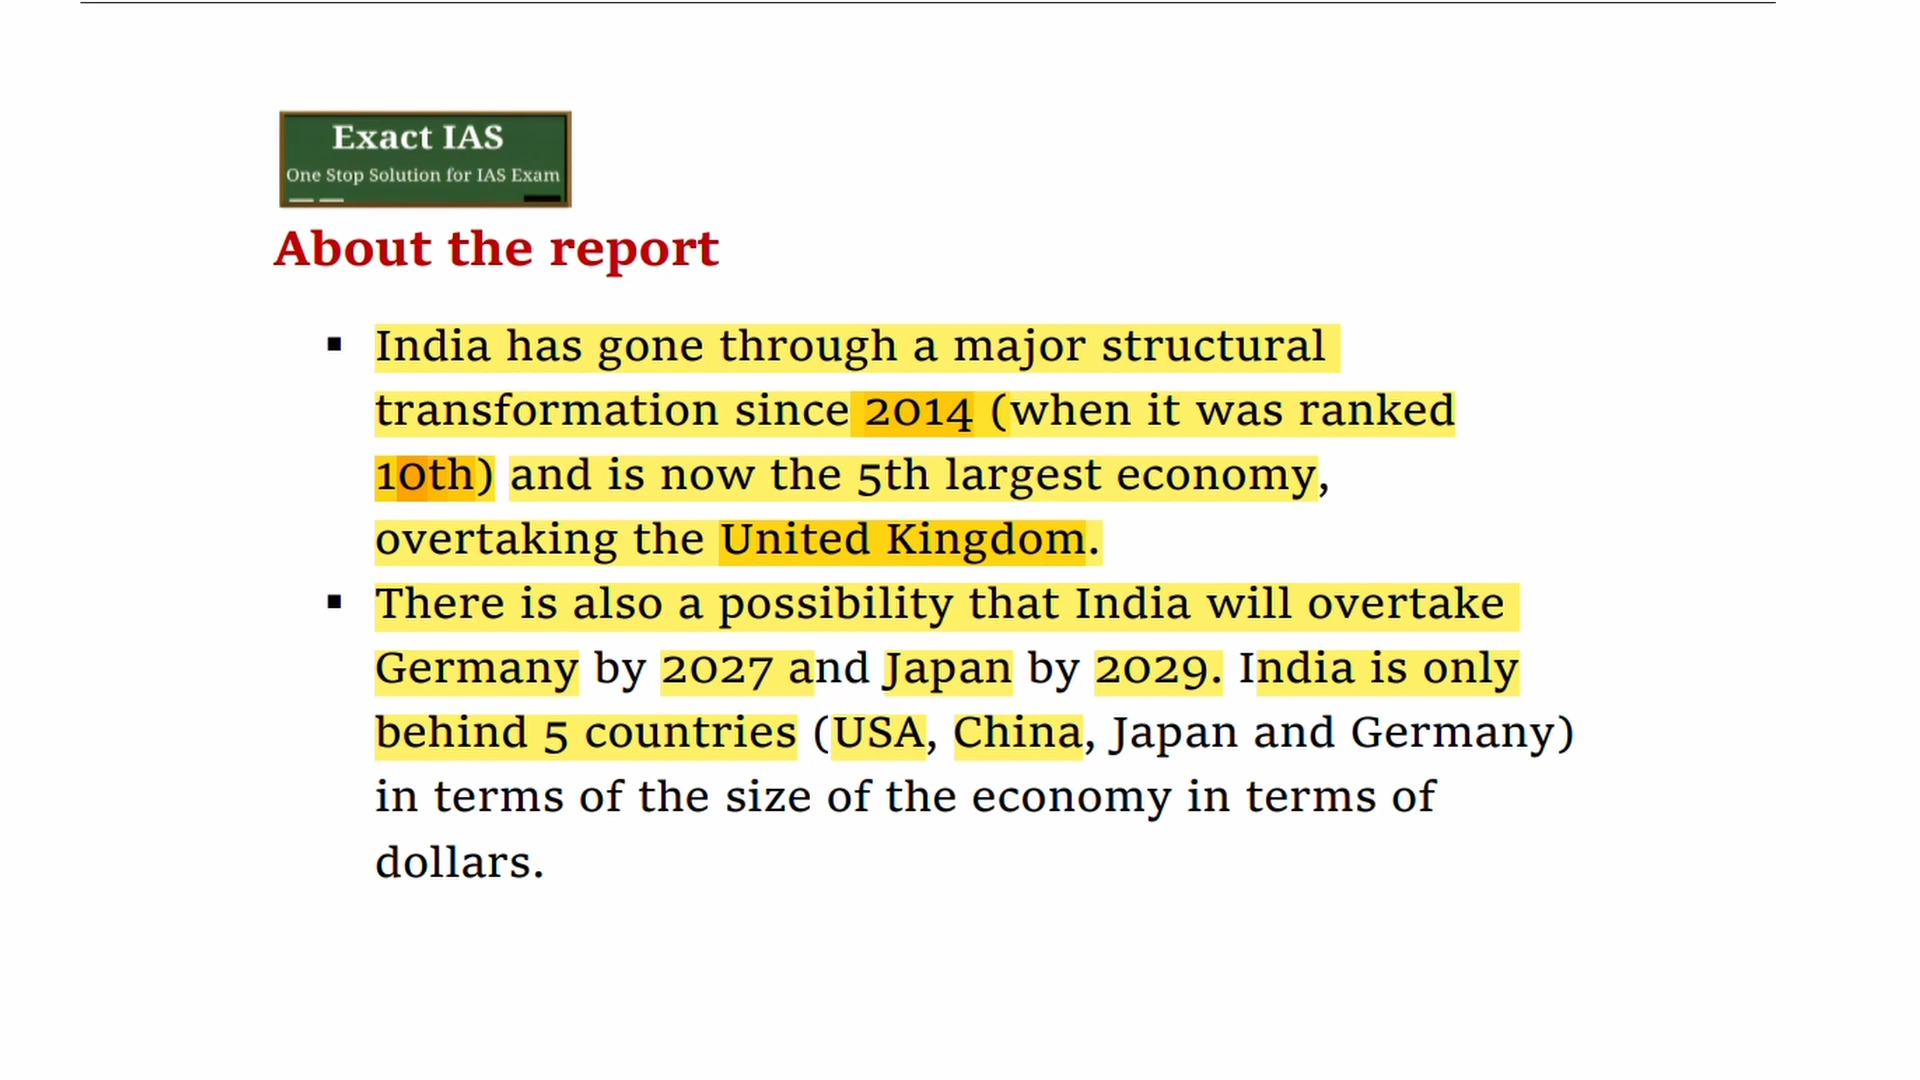 Exact IAS
One Stop Solution for IAS Exam
About the report
▪ India has gone through a major structural
transformation since 2014 (when it was ranked
10th) and is now the 5th largest economy,
overtaking the United Kingdom.
▪ There is also a possibility that India will overtake
Germany by 2027 and Japan by 2029. India is only
behind 5 countries (USA, China, Japan and Germany)
in terms of the size of the economy in terms of
dollars.